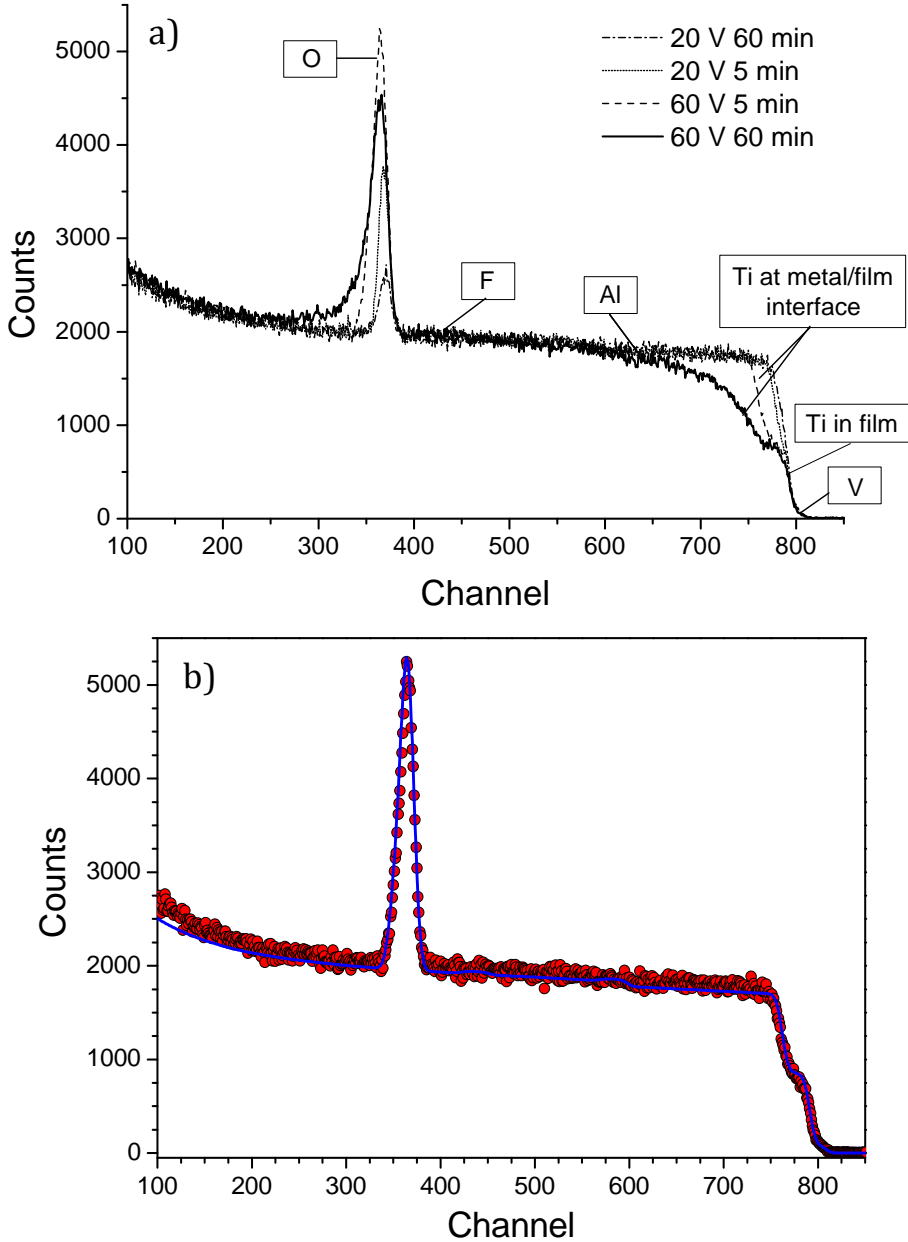 a)
O
F
Al
Ti at metal/film
interface
Ti in film
V
20 V 60 min
20 V 5 min
60 V 5 min
60 V 60 min
5000
4000
3000
2000
1000
0
Counts
100 200 300 400 500 600 700 800
Channel
b)
5000
4000
3000
2000
1000
0
Counts
100 200 300 400 500 600 700 800
Channel